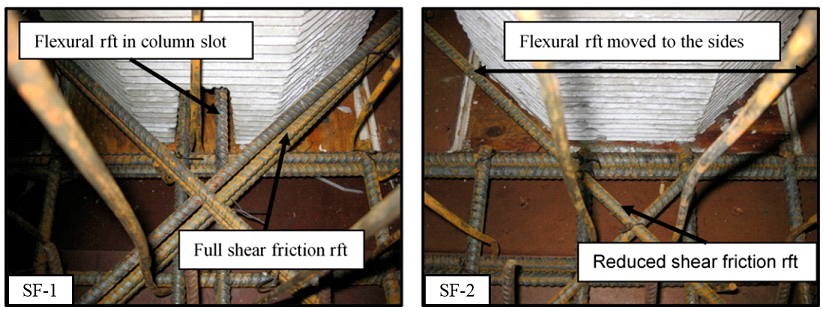 Flexural rft in column slot
Full shear friction rft
SF-1
Flexural rft moved to the sides
Reduced shear friction rft
SF-2